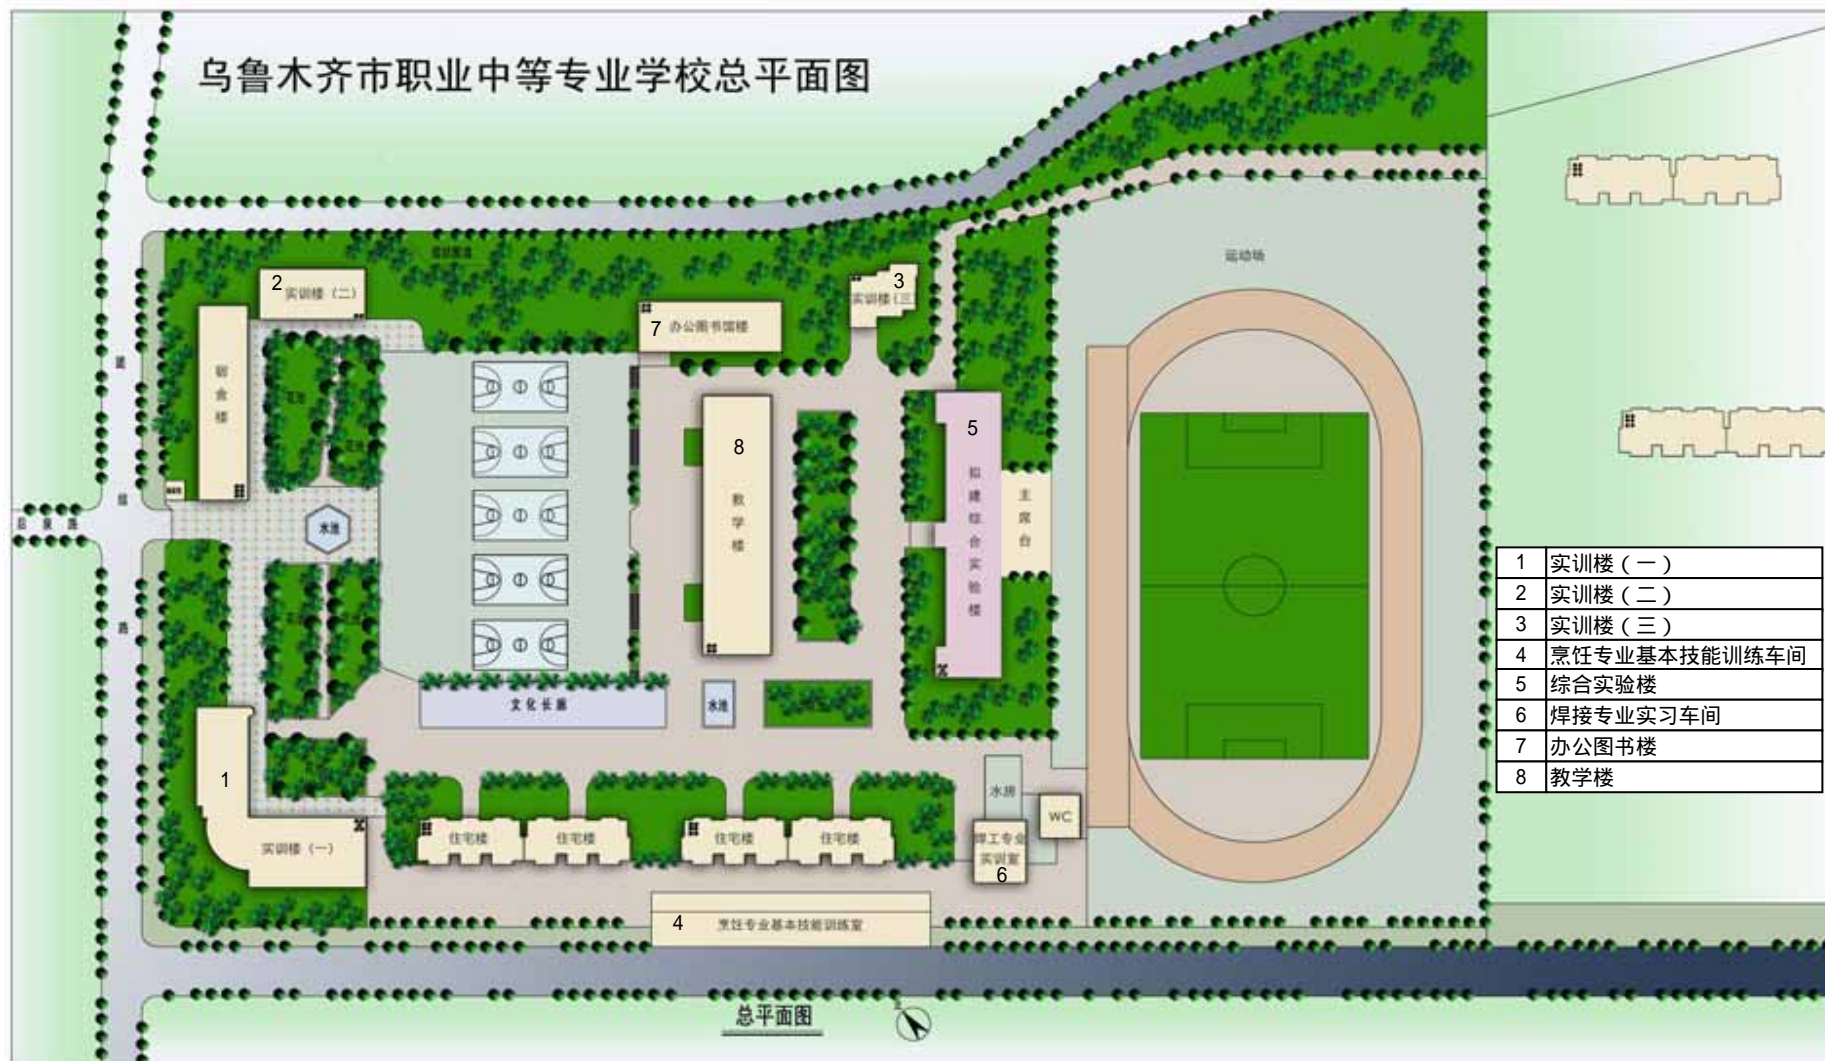 乌鲁木齐市职业中等专业学校总平面图
运动场
2 实训楼（二）
3
实训楼（三
7 办公图书馆楼
宿舍楼
花池
水池
8
教学楼
5
拟建综合实验楼
主席台
路
文化长廊
水池
1
实训楼（一）
住宅楼
住宅楼
住宅楼
住宅楼
水房
WC
焊工专业
实训室
6
4 烹饪专业基本技能训练室
1 实训楼（一）
2 实训楼（二）
3 实训楼（三）
4 烹饪专业基本技能训练车间
5 综合实验楼
6 焊接专业实习车间
7 办公图书楼
8 教学楼
总平面图